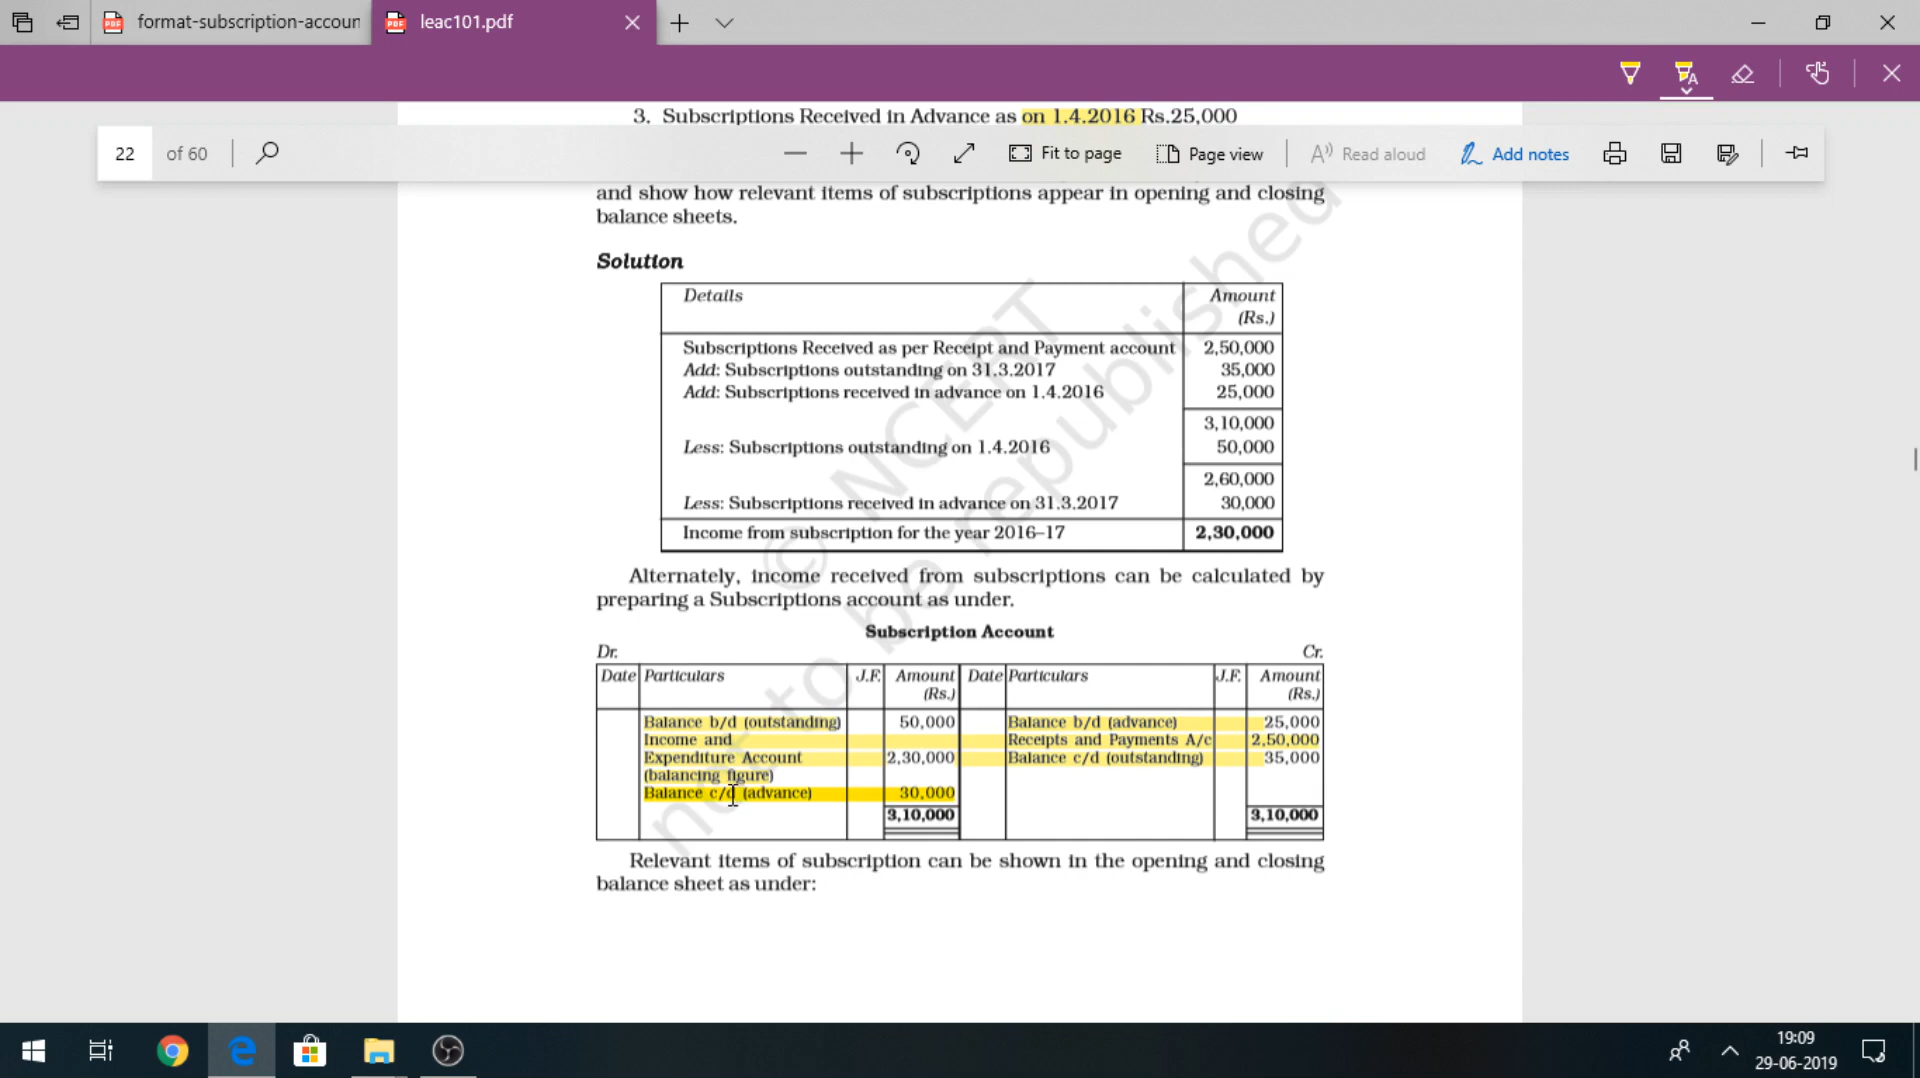 format-subscription-accoun
leac101.pdf
3. Subscriptions Received in Advance as on 1.4.2016 Rs.25,000
22 of 60
Fit to page
Page view
Read aloud
Add notes
and show how relevant items of subscriptions appear in opening and closing
balance sheets.
Solution
Details Amount
(Rs.)
Subscriptions Received as per Receipt and Payment account 2,50,000
Add: Subscriptions outstanding on 31.3.2017 35,000
Add: Subscriptions received in advance on 1.4.2016 25,000
3,10,000
Less: Subscriptions outstanding on 1.4.2016 50,000
2,60,000
Less: Subscriptions received in advance on 31.3.2017 30,000
Income from subscription for the year 2016–17 2,30,000
Alternately, income received from subscriptions can be calculated by
preparing a Subscriptions account as under.
Subscription Account
Dr. Cr.
Date Particulars J.F. Amount Date Particulars J.F. Amount
(Rs.) (Rs.)
Balance b/d (outstanding) 50,000 Balance b/d (advance) 25,000
Income and Receipts and Payments A/c 2,50,000
Expenditure Account 2,30,000 Balance c/d (outstanding) 35,000
(balancing figure)
Balance c/d (advance) 30,000
3,10,000 3,10,000
Relevant items of subscription can be shown in the opening and closing
balance sheet as under:
© NCERT
not to be republished
19:09
29-06-2019